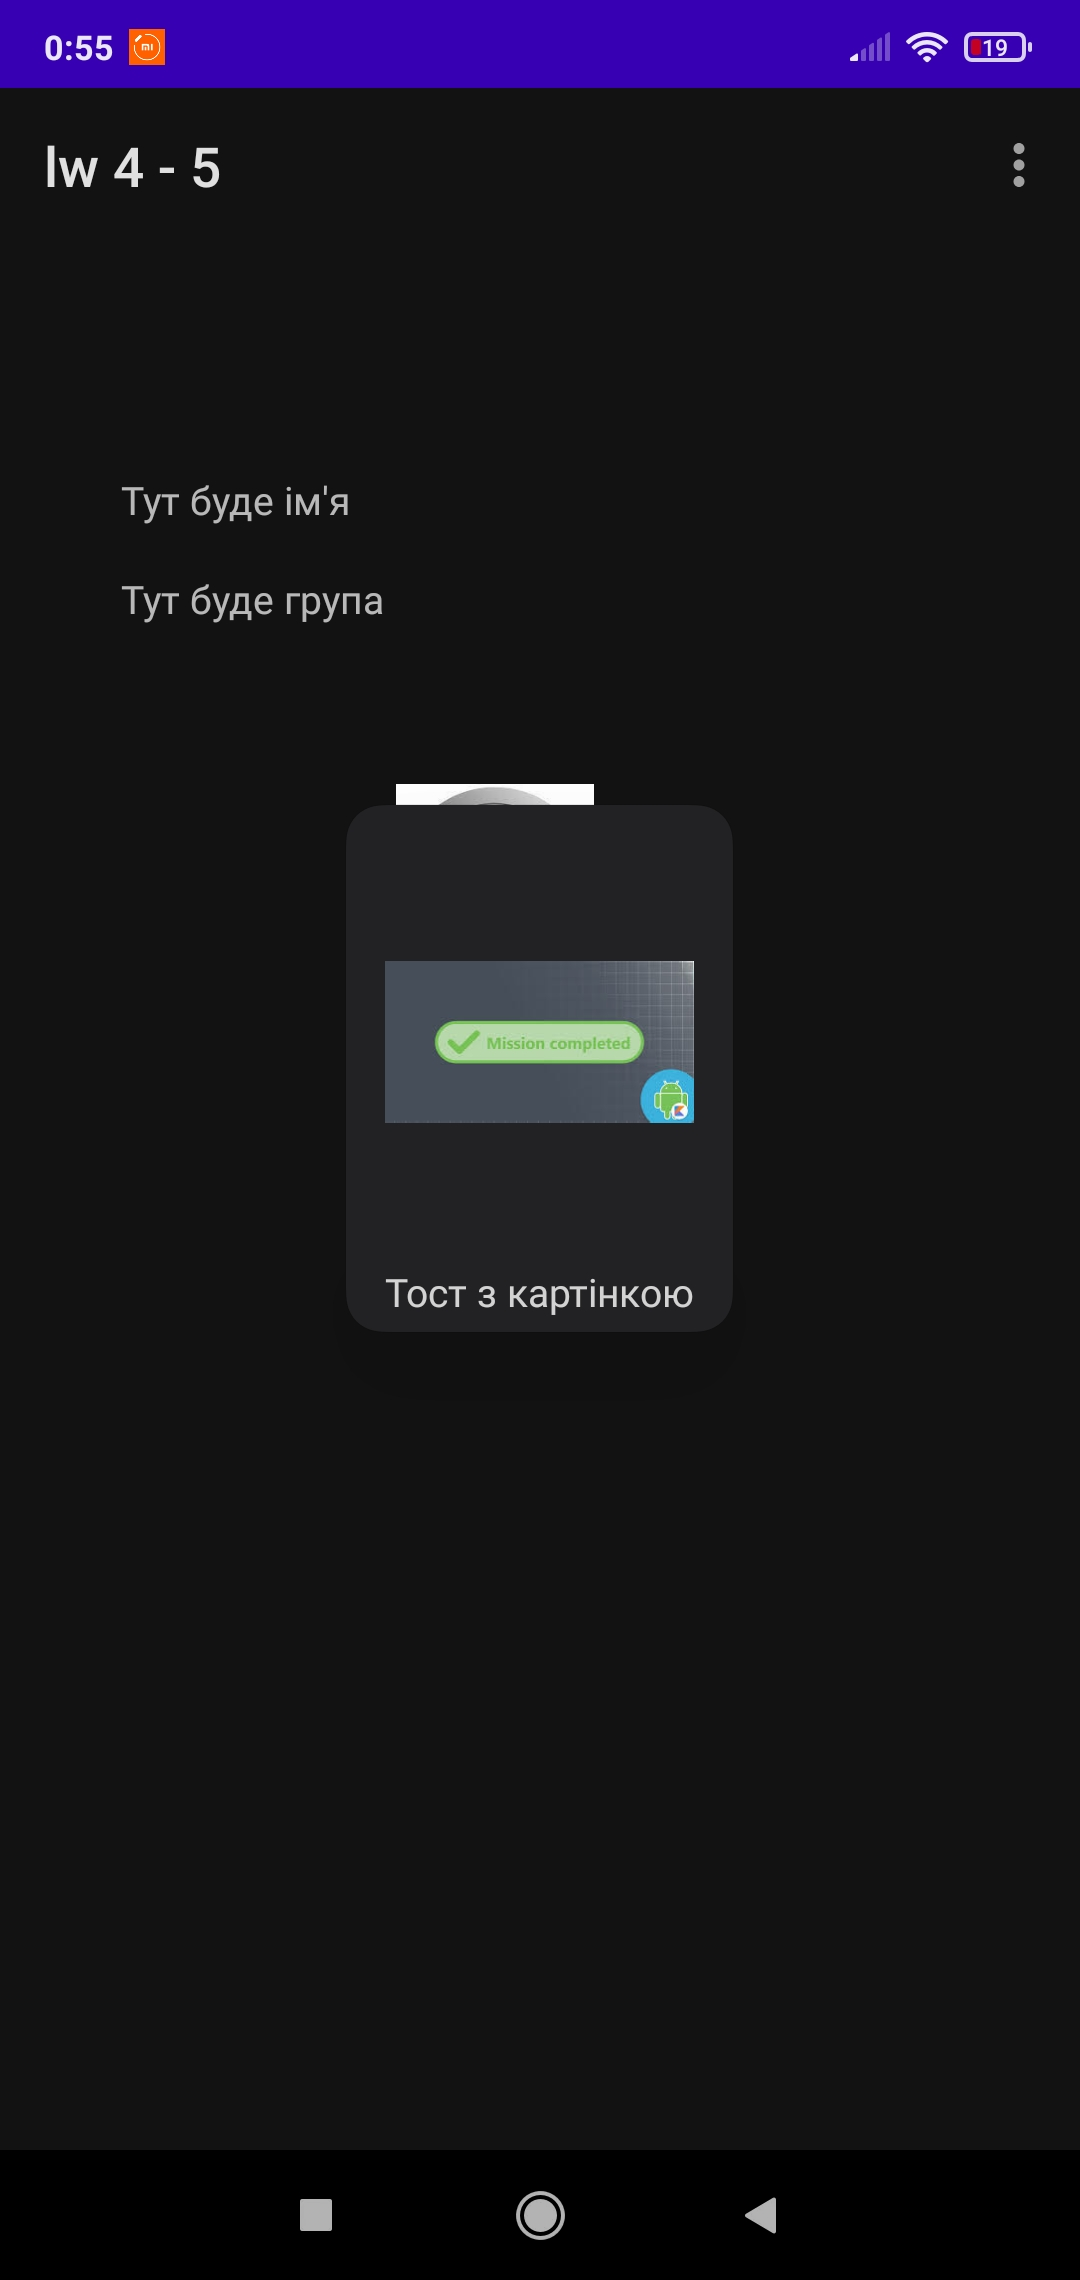 0:55
19
lw 4 - 5
Тут буде ім'я
Тут буде група
Mission completed
Тост з картінкою